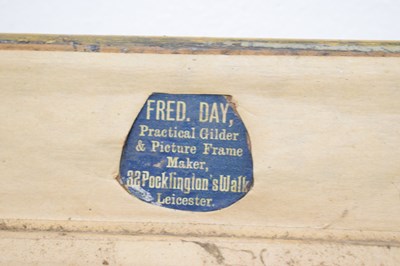 FRED. DAY,
Practical Gilder
& Picture Frame
Maker,
32 Pocklington's Walk
Leicester.